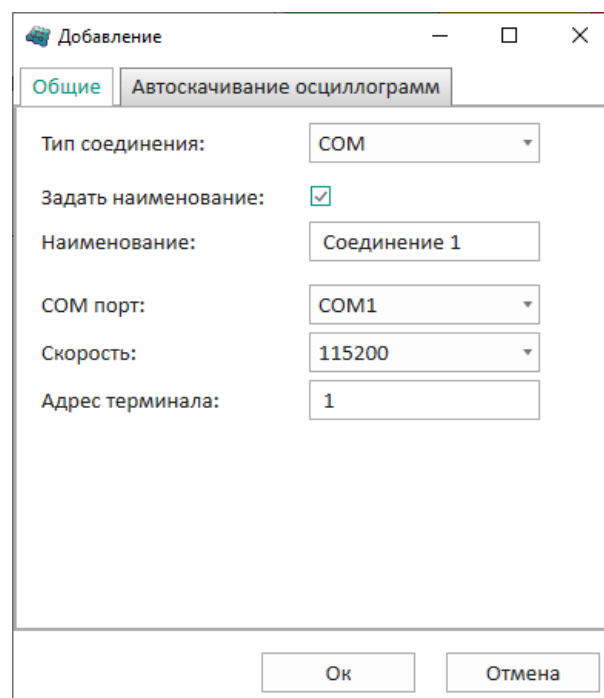 Добавление
Общие
Автоскачивание осциллограмм
Тип соединения: COM
Задать наименование:
Наименование: Соединение 1
COM порт: COM1
Скорость: 115200
Адрес терминала: 1
Ок
Отмена